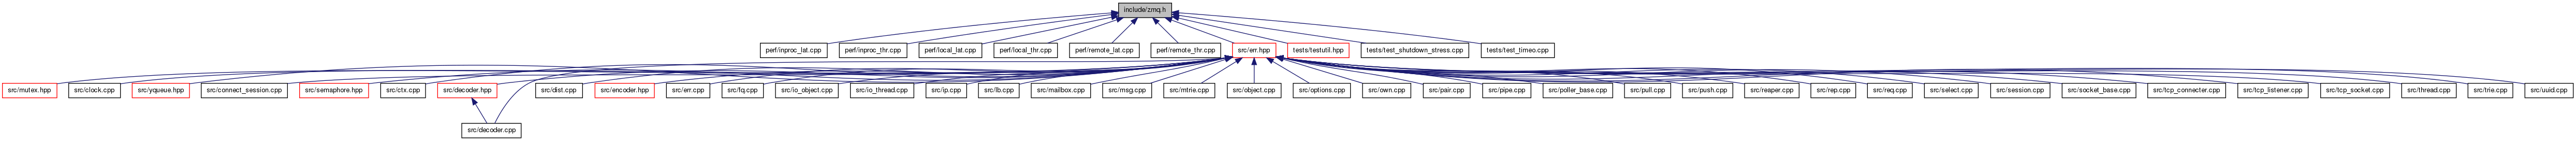 include/zmq.h
perf/inproc_lat.cpp
perf/inproc_thr.cpp
perf/local_lat.cpp
perf/local_thr.cpp
perf/remote_lat.cpp
perf/remote_thr.cpp
src/err.hpp
tests/testutil.hpp
tests/test_shutdown_stress.cpp
tests/test_timeo.cpp
src/mutex.hpp
src/clock.cpp
src/yqueue.hpp
src/connect_session.cpp
src/semaphore.hpp
src/ctx.cpp
src/decoder.hpp
src/dist.cpp
src/encoder.hpp
src/err.cpp
src/fq.cpp
src/io_object.cpp
src/io_thread.cpp
src/ip.cpp
src/lb.cpp
src/mailbox.cpp
src/msg.cpp
src/mtrie.cpp
src/object.cpp
src/options.cpp
src/own.cpp
src/pair.cpp
src/pipe.cpp
src/poller_base.cpp
src/pull.cpp
src/push.cpp
src/reaper.cpp
src/rep.cpp
src/req.cpp
src/select.cpp
src/session.cpp
src/socket_base.cpp
src/tcp_connecter.cpp
src/tcp_listener.cpp
src/tcp_socket.cpp
src/thread.cpp
src/trie.cpp
src/uuid.cpp
src/decoder.cpp